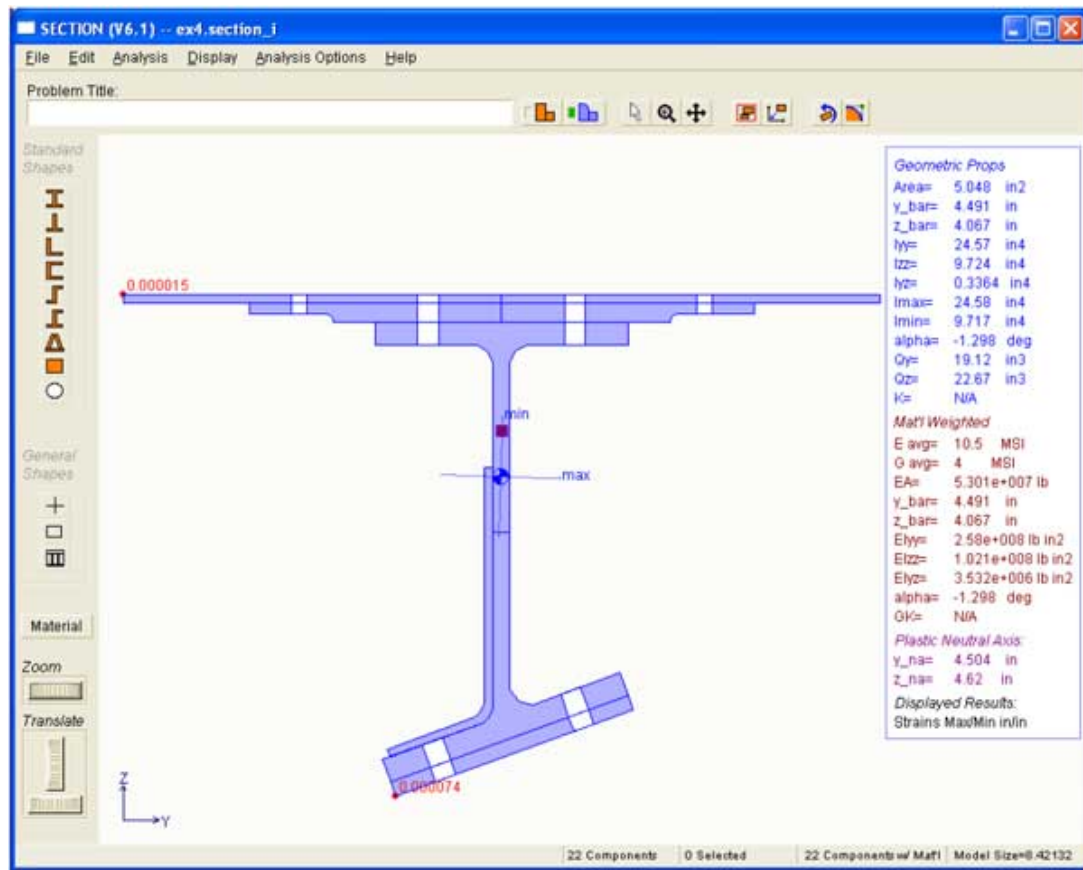 SECTION (V6.1) -- ex4.section_i
File Edit Analysis Display Analysis Options Help
Problem Title:
Standard
Shapes
General
Shapes
Material
Zoom
Translate
0.000015
min
max
0.000074
Z
Y
Geometric Props
Area= 5.048 in2
y_bar= 4.491 in
z_bar= 4.067 in
Iyy= 24.57 in4
Izz= 9.724 in4
Iyz= 0.3364 in4
Imax= 24.58 in4
Imin= 9.717 in4
alpha= -1.298 deg
Qy= 19.12 in3
Qz= 22.67 in3
K= N/A
Mat'l Weighted
E avg= 10.5 MSI
G avg= 4 MSI
EA= 5.301e+007 lb
y_bar= 4.491 in
z_bar= 4.067 in
EIyy= 2.58e+008 lb in2
EIzz= 1.021e+008 lb in2
EIyz= 3.532e+006 lb in2
alpha= -1.298 deg
GK= N/A
Plastic Neutral Axis:
y_na= 4.504 in
z_na= 4.62 in
Displayed Results:
Strains Max/Min in/in
22 Components 0 Selected 22 Components w/ Mat'l Model Size=8.42132